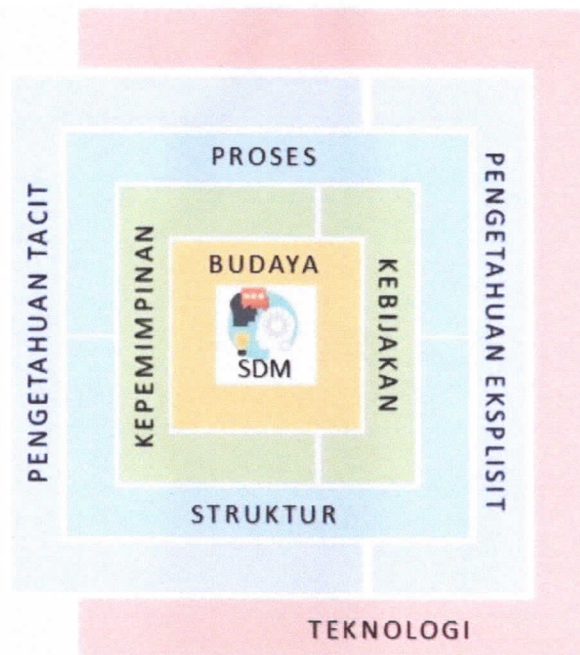 PROSES
PENGETAHUAN TACIT
PENGETAHUAN EKSPLISIT
KEPEMIMPINAN
BUDAYA
KEBIJAKAN
SDM
STRUKTUR
TEKNOLOGI